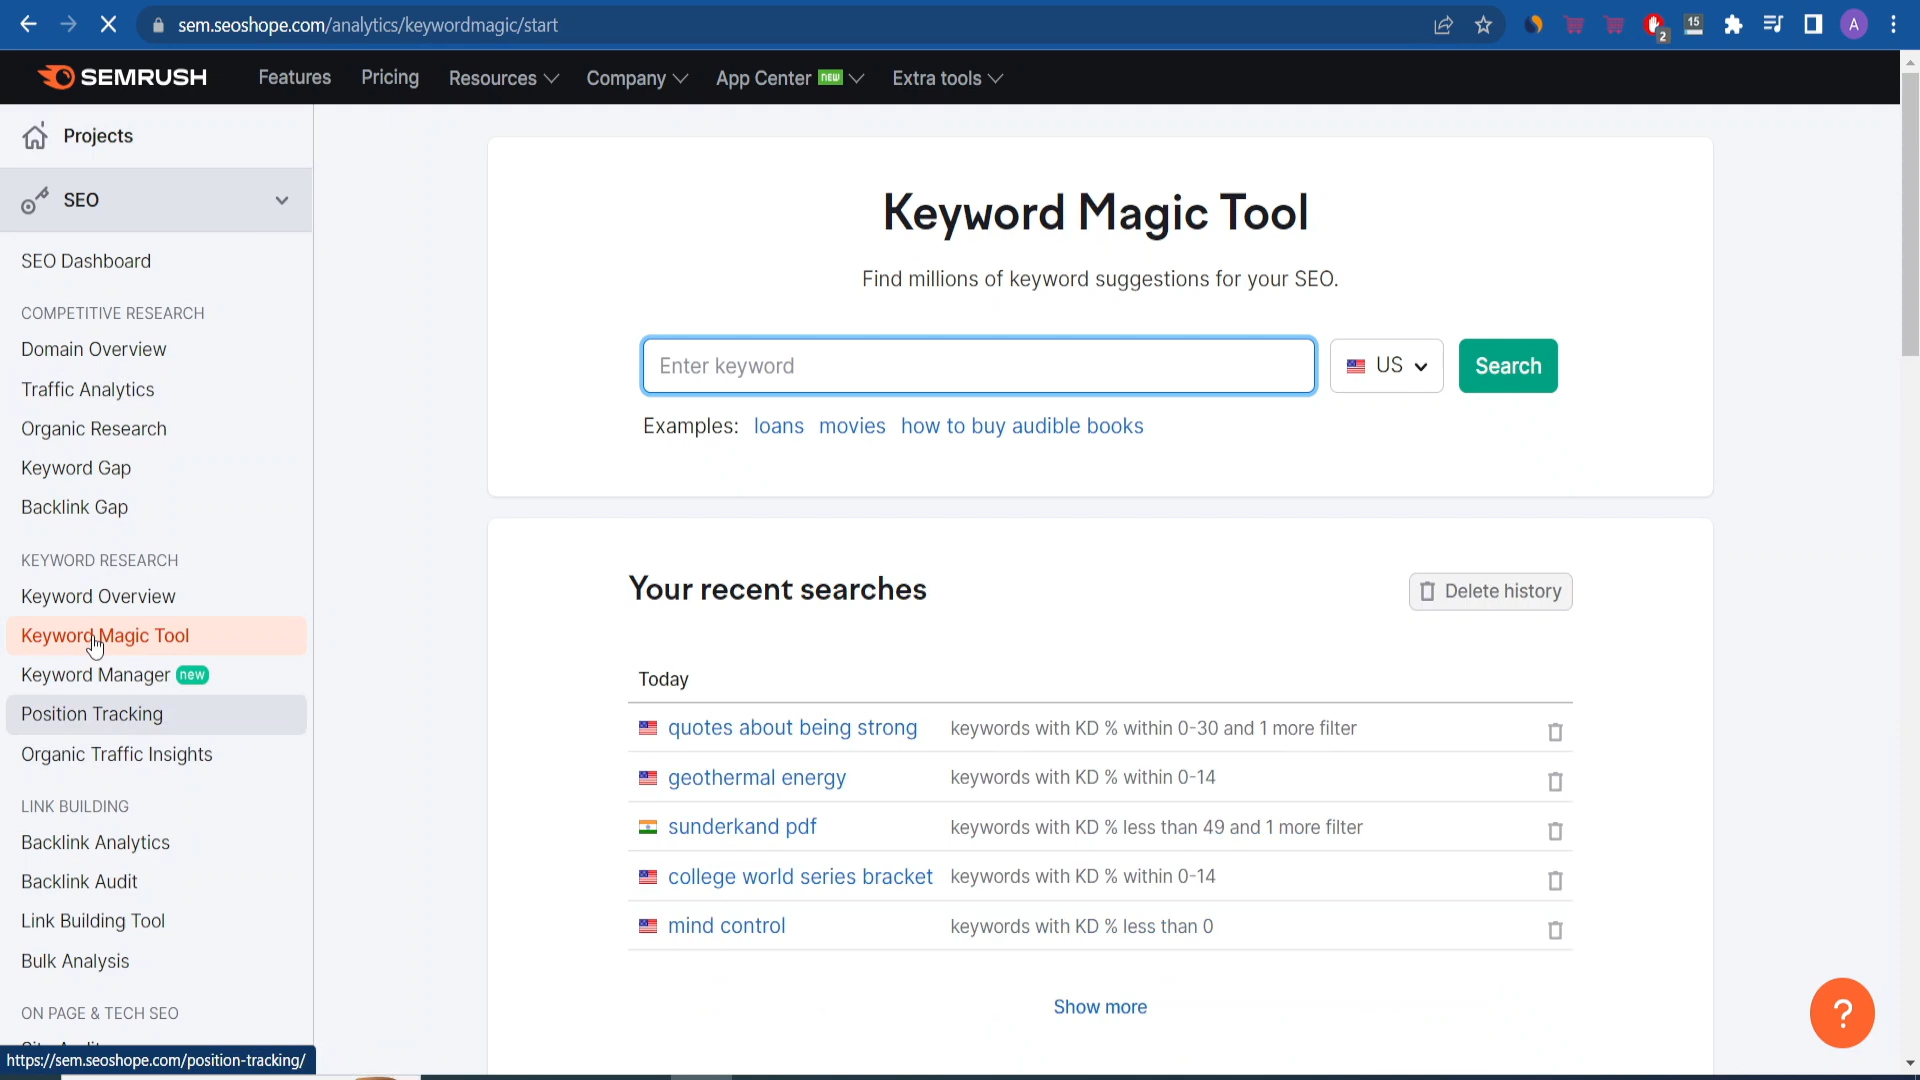 sem.seoshope.com/analytics/keywordmagic/start
2
15
A
SEMRUSH
Features
Pricing
Resources
Company
App Center new
Extra tools
Projects
SEO
SEO Dashboard
COMPETITIVE RESEARCH
Domain Overview
Traffic Analytics
Organic Research
Keyword Gap
Backlink Gap
KEYWORD RESEARCH
Keyword Overview
Keyword Magic Tool
Keyword Manager new
Position Tracking
Organic Traffic Insights
LINK BUILDING
Backlink Analytics
Backlink Audit
Link Building Tool
Bulk Analysis
ON PAGE & TECH SEO
https://sem.seoshope.com/position-tracking/
Keyword Magic Tool
Find millions of keyword suggestions for your SEO.
Enter keyword
US
Search
Examples: loans movies how to buy audible books
Your recent searches
Delete history
Today
quotes about being strong keywords with KD % within 0-30 and 1 more filter
geothermal energy keywords with KD % within 0-14
sunderkand pdf keywords with KD % less than 49 and 1 more filter
college world series bracket keywords with KD % within 0-14
mind control keywords with KD % less than 0
Show more
?